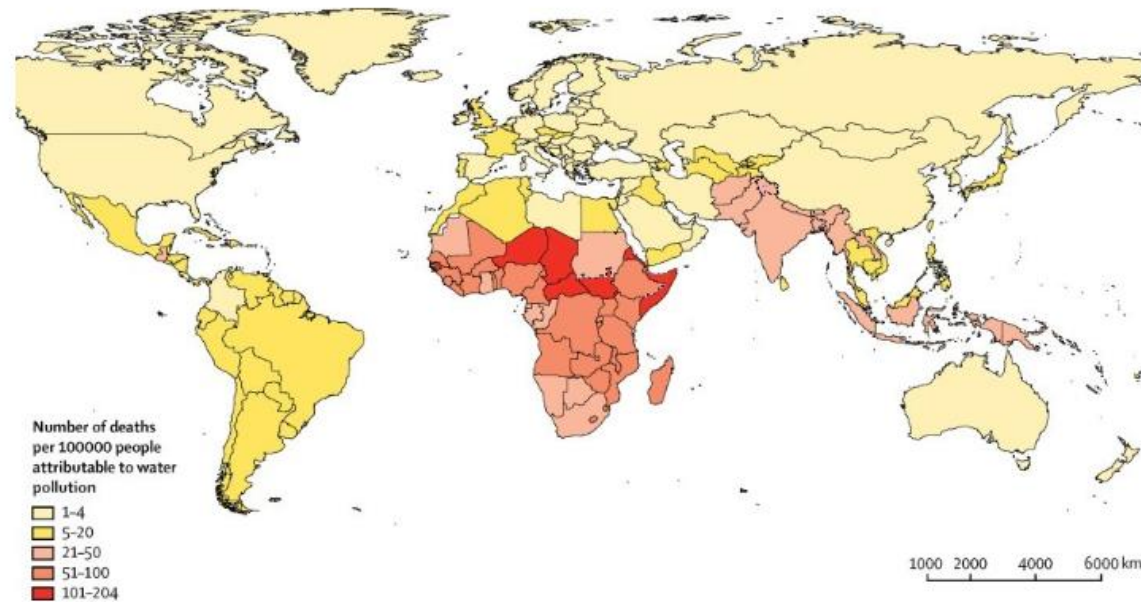 Number of deaths
per 100000 people
attributable to water
pollution
1–4
5–20
21–50
51–100
101–204
1000 2000 4000 6000 km